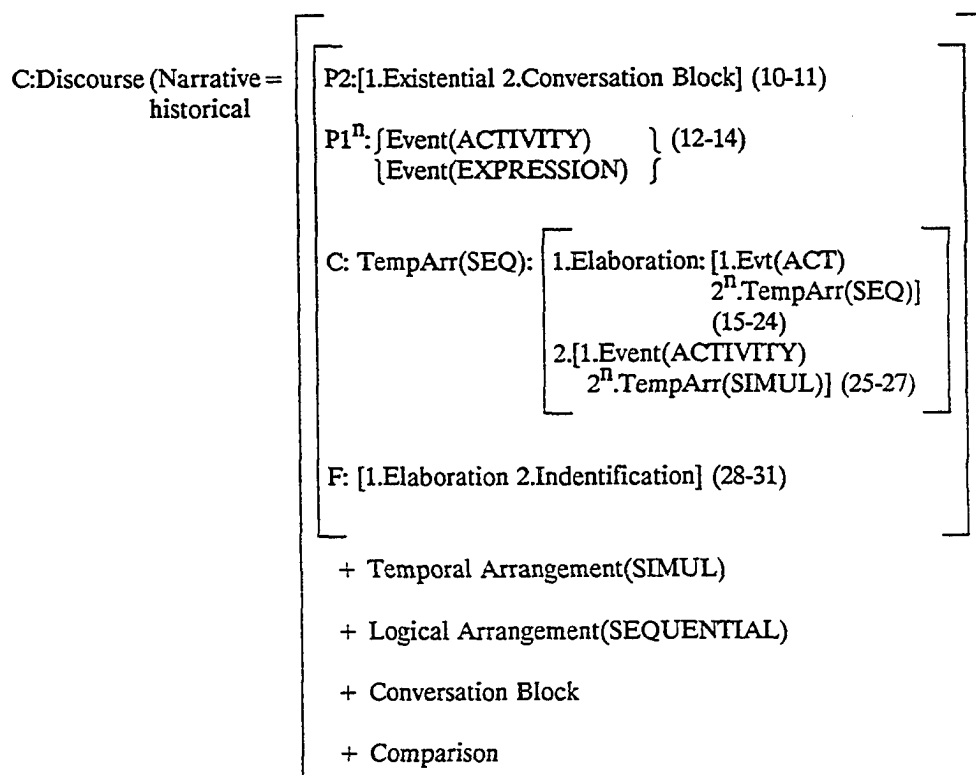 C:Discourse (Narrative=
historical
P2:[1.Existential 2.Conversation Block] (10-11)
P1ⁿ: {Event(ACTIVITY) } (12-14)
{Event(EXPRESSION) }
C: TempArr(SEQ): 1.Elaboration: [1.Evt(ACT)
2ⁿ.TempArr(SEQ)]
(15-24)
2.[1.Event(ACTIVITY)
2ⁿ.TempArr(SIMUL)] (25-27)
F: [1.Elaboration 2.Indentification] (28-31)
+ Temporal Arrangement(SIMUL)
+ Logical Arrangement(SEQUENTIAL)
+ Conversation Block
+ Comparison